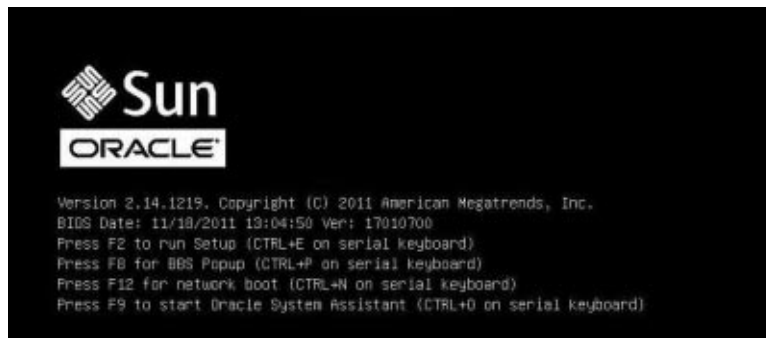 Sun
ORACLE
Version 2.14.1219. Copyright (C) 2011 American Megatrends, Inc.
BIOS Date: 11/18/2011 13:04:50 Ver: 17010700
Press F2 to run Setup (CTRL+E on serial keyboard)
Press F8 for BBS Popup (CTRL+P on serial keyboard)
Press F12 for network boot (CTRL+N on serial keyboard)
Press F9 to start Oracle System Assistant (CTRL+O on serial keyboard)